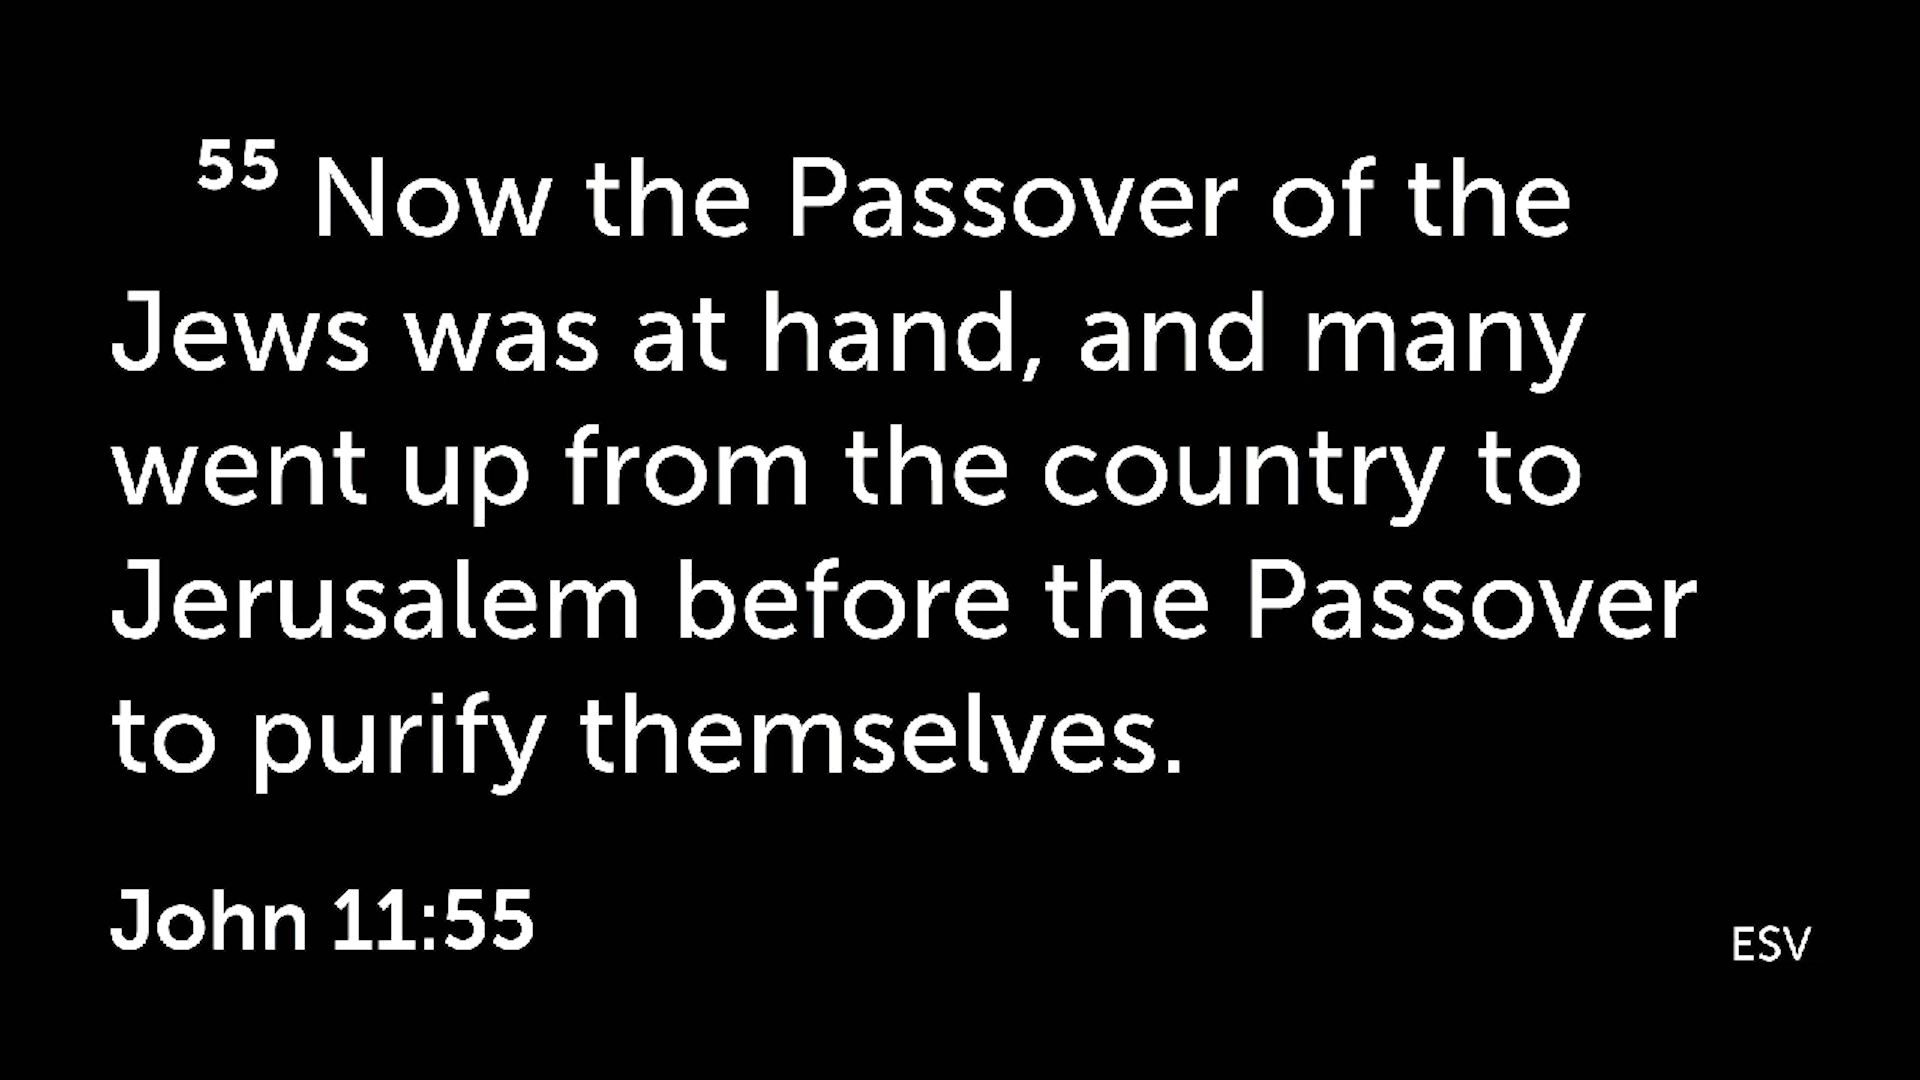 55 Now the Passover of the
Jews was at hand, and many
went up from the country to
Jerusalem before the Passover
to purify themselves.
John 11:55
ESV